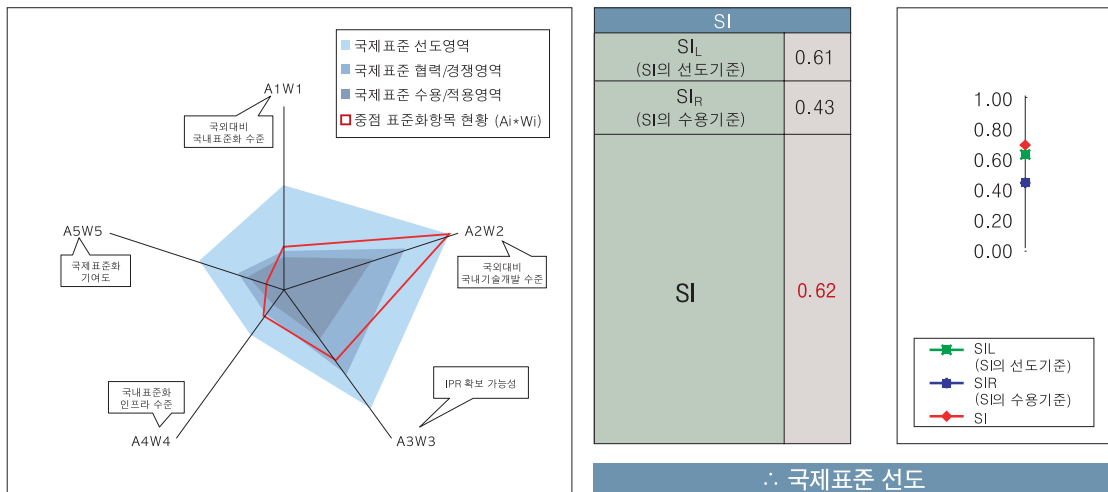 국제표준 선도영역
국제표준 협력/경쟁영역
국제표준 수용/적용영역
중점 표준화항목 현황 (Ai*Wi)
A1W1
국외대비
국내표준화 수준
A5W5
국제표준화
기여도
A2W2
국외대비
국내기술개발 수준
국내표준화
인프라 수준
A4W4
IPR 확보 가능성
A3W3
SI
SIL
(SI의 선도기준)
0.61
SIR
(SI의 수용기준)
0.43
SI
0.62
1.00
0.80
0.60
0.40
0.20
0.00
SIL
(SI의 선도기준)
SIR
(SI의 수용기준)
SI
∴ 국제표준 선도